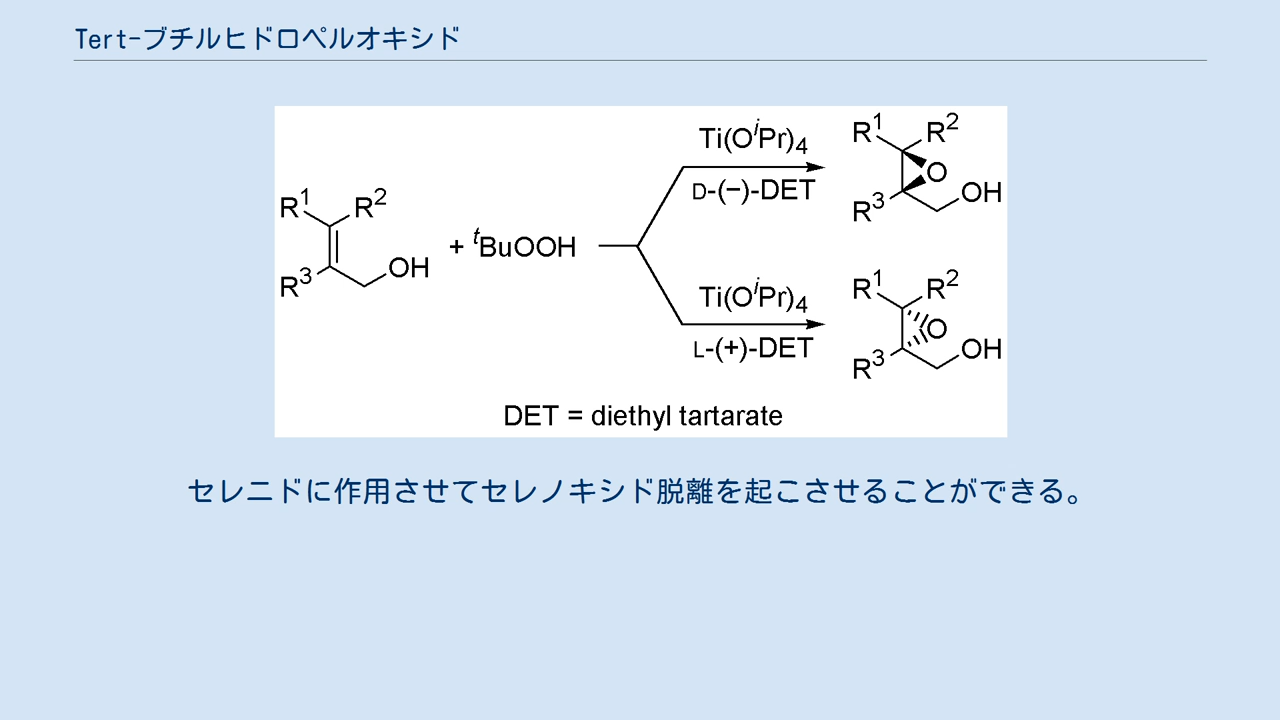 Tert-ブチルヒドロペルオキシド
R1 R2
R3 OH
+ tBuOOH
Ti(OiPr)4
D-(−)-DET
R1 R2
O
R3 OH
Ti(OiPr)4
L-(+)-DET
R1 R2
O
R3 OH
DET = diethyl tartarate
セレニドに作用させてセレノキシド脱離を起こさせることができる。